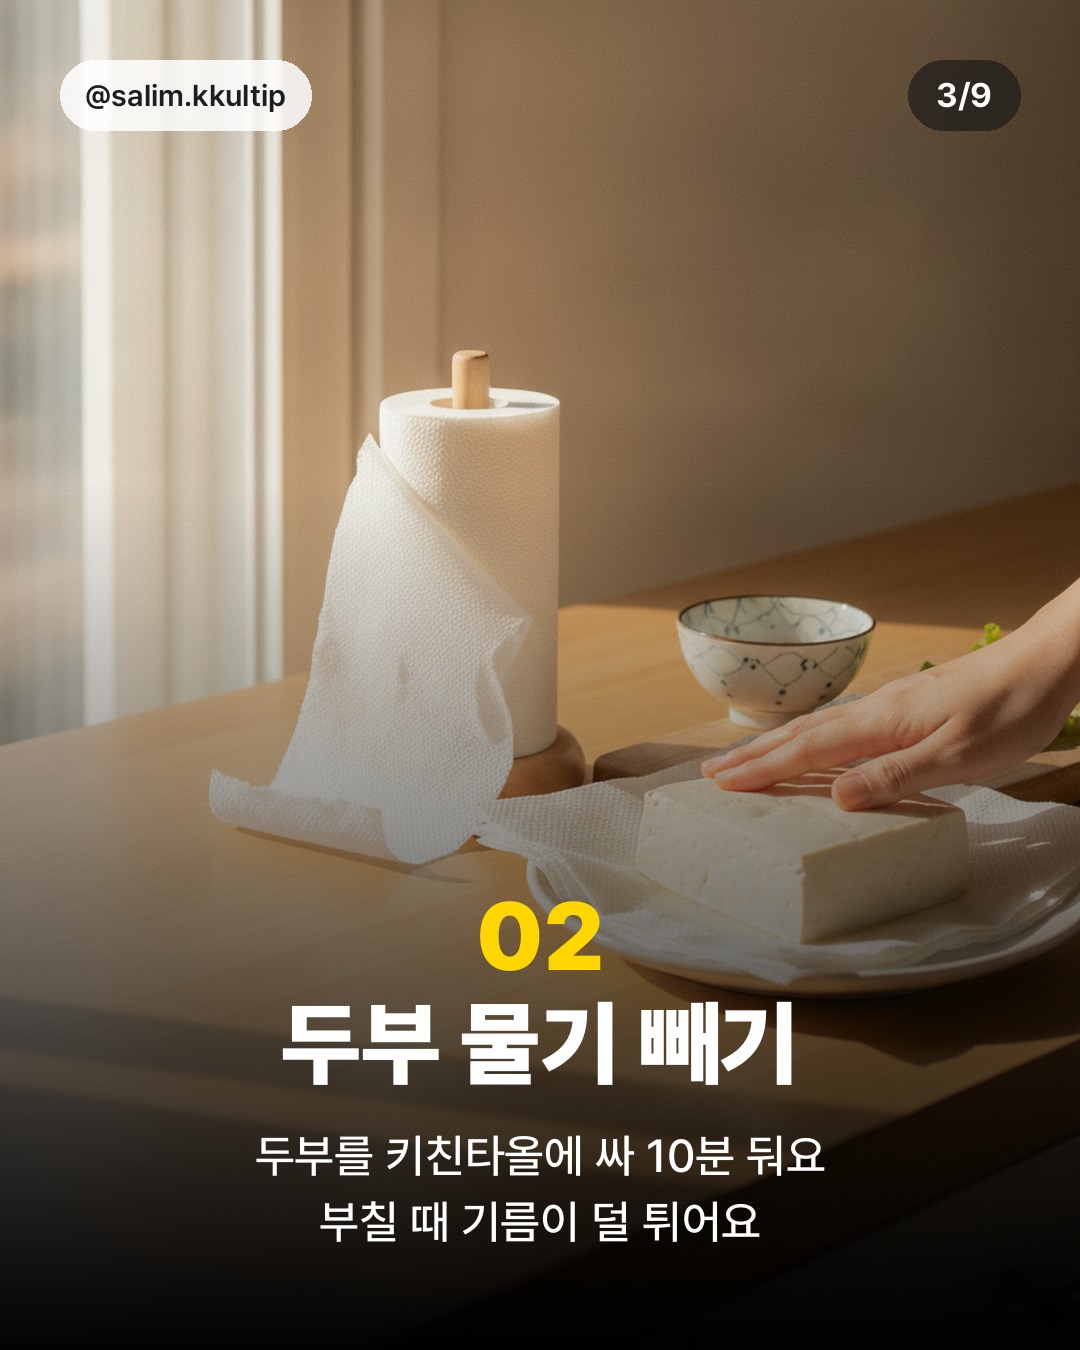 @salim.kkultip
3/9
02
두부 물기 빼기
두부를 키친타올에 싸 10분 둬요
부칠 때 기름이 덜 튀어요